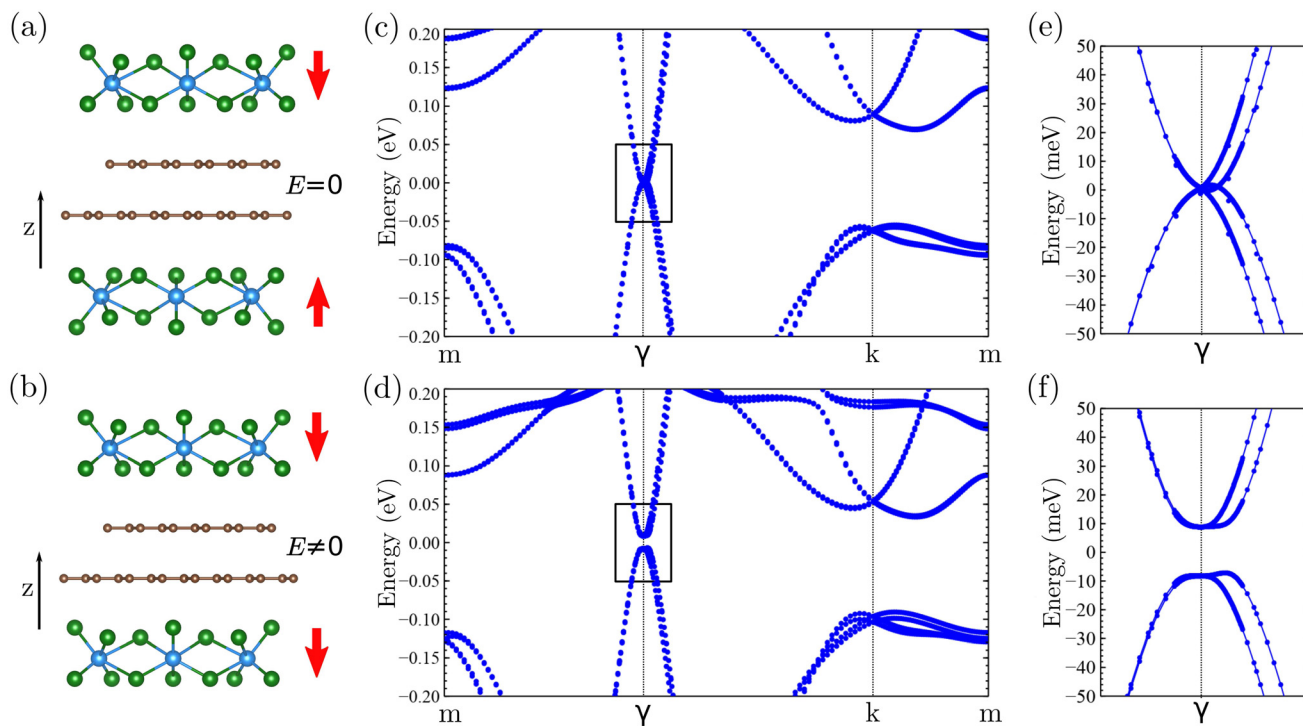 (a)
E=0
z
(b)
E≠0
z
(c)
Energy (eV)
0.20
0.15
0.10
0.05
0.00
−0.05
−0.10
−0.15
−0.20
m
γ
k
m
(d)
Energy (eV)
0.20
0.15
0.10
0.05
0.00
−0.05
−0.10
−0.15
−0.20
m
γ
k
m
(e)
Energy (meV)
50
40
30
20
10
0
−10
−20
−30
−40
−50
γ
(f)
Energy (meV)
50
40
30
20
10
0
−10
−20
−30
−40
−50
γ